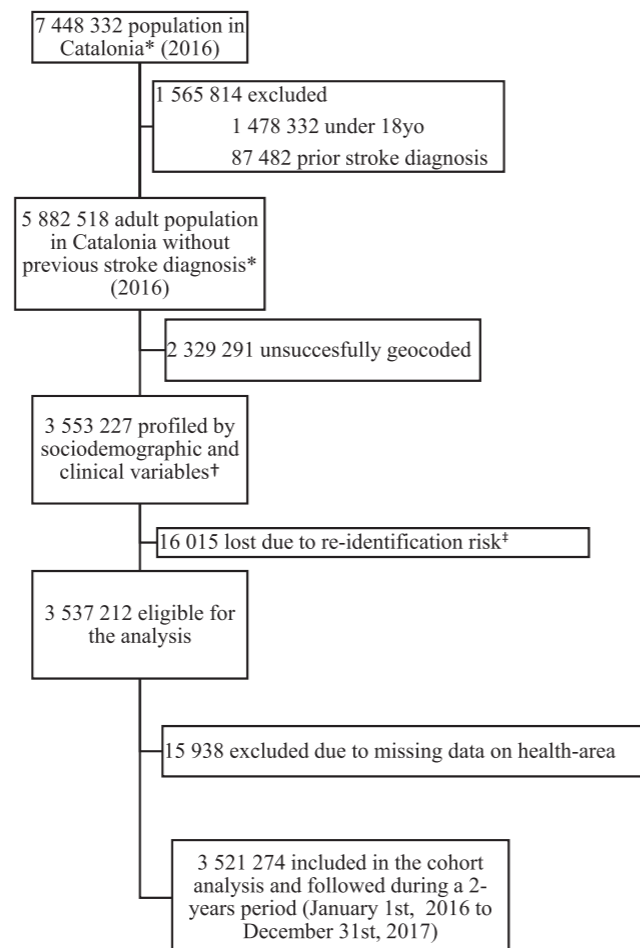 7 448 332 population in
Catalonia* (2016)
1 565 814 excluded
1 478 332 under 18yo
87 482 prior stroke diagnosis
5 882 518 adult population
in Catalonia without
previous stroke diagnosis*
(2016)
2 329 291 unsuccesfully geocoded
3 553 227 profiled by
sociodemographic and
clinical variables†
16 015 lost due to re-identification risk‡
3 537 212 eligible for
the analysis
15 938 excluded due to missing data on health-area
3 521 274 included in the cohort
analysis and followed during a 2-
years period (January 1st, 2016 to
December 31st, 2017)